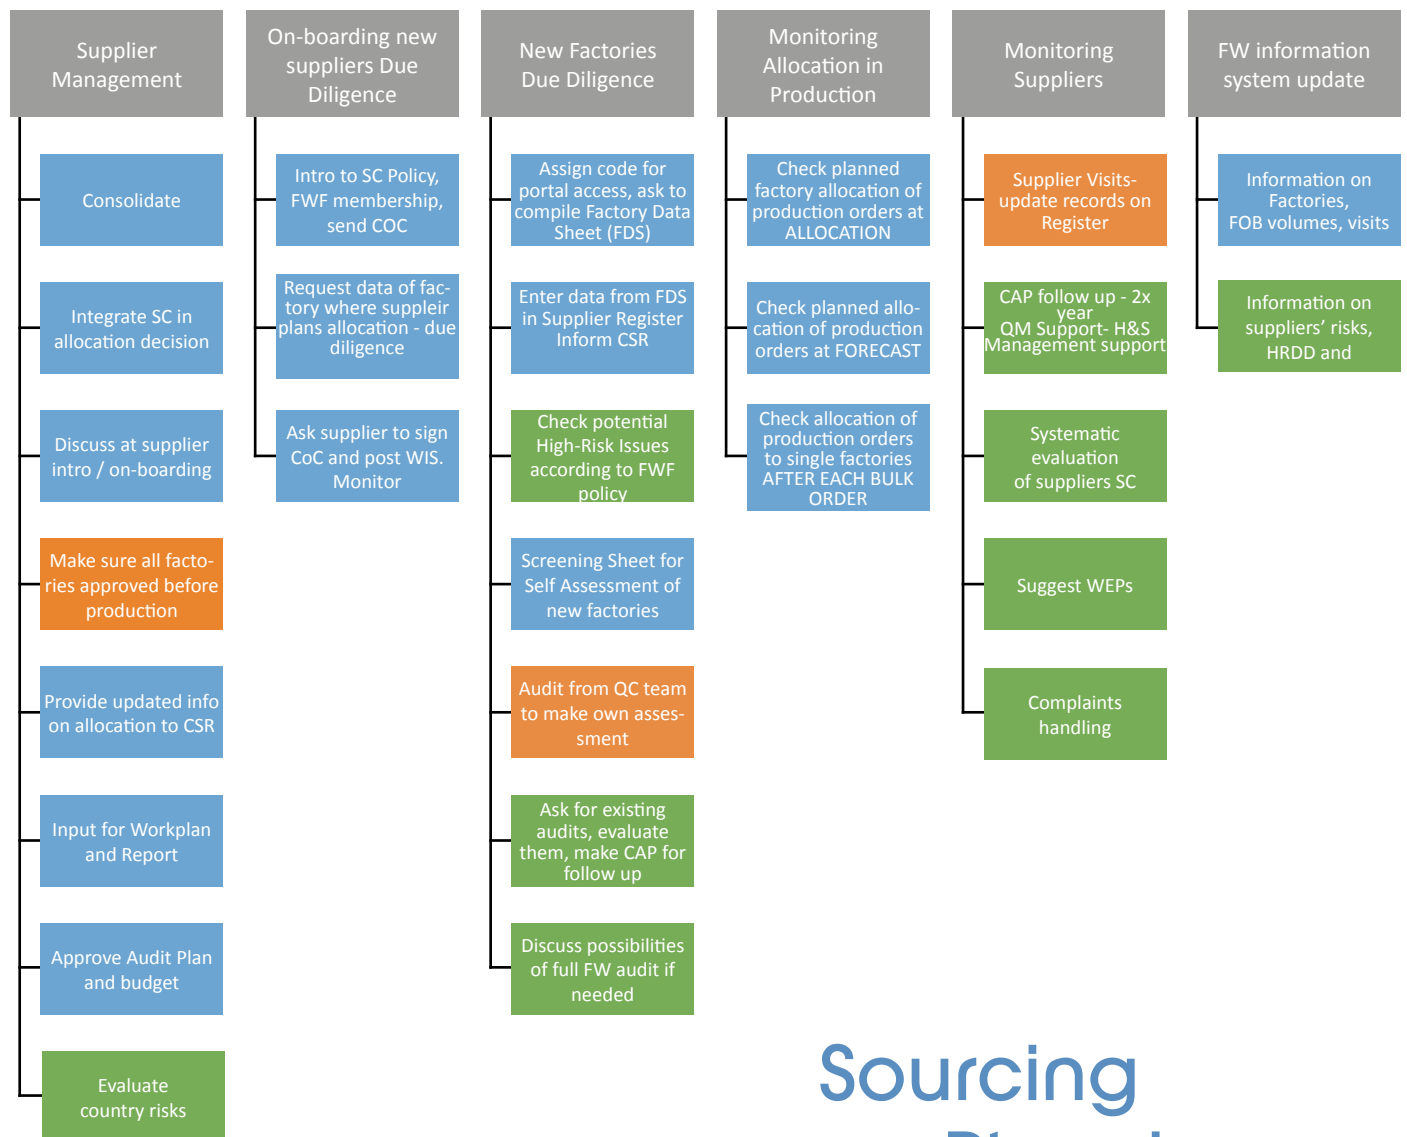 Supplier
Management
On-boarding new
suppliers Due
Diligence
New Factories
Due Diligence
Monitoring
Allocation in
Production
Monitoring
Suppliers
FW information
system update
Consolidate
Integrate SC in
allocation decision
Discuss at supplier
intro / on-boarding
Make sure all facto-
ries approved before
production
Provide updated info
on allocation to CSR
Input for Workplan
and Report
Approve Audit Plan
and budget
Evaluate
country risks
Intro to SC Policy,
FWF membership,
send COC
Request data of fac-
tory where suppleir
plans allocation - due
diligence
Ask supplier to sign
CoC and post WIS.
Monitor
Assign code for
portal access, ask to
compile Factory Data
Sheet (FDS)
Enter data from FDS
in Supplier Register
Inform CSR
Check potential
High-Risk Issues
according to FWF
policy
Screening Sheet for
Self Assessment of
new factories
Audit from QC team
to make own asses-
sment
Ask for existing
audits, evaluate
them, make CAP for
follow up
Discuss possibilities
of full FW audit if
needed
Check planned
factory allocation of
production orders at
ALLOCATION
Check planned allo-
cation of production
orders at FORECAST
Check allocation of
production orders
to single factories
AFTER EACH BULK
ORDER
Supplier Visits-
update records on
Register
CAP follow up - 2x
year
QM Support- H&S
Management support
Systematic
evaluation
of suppliers SC
Suggest WEPs
Complaints
handling
Information on
Factories,
FOB volumes, visits
Information on
suppliers’ risks,
HRDD and
Sourcing